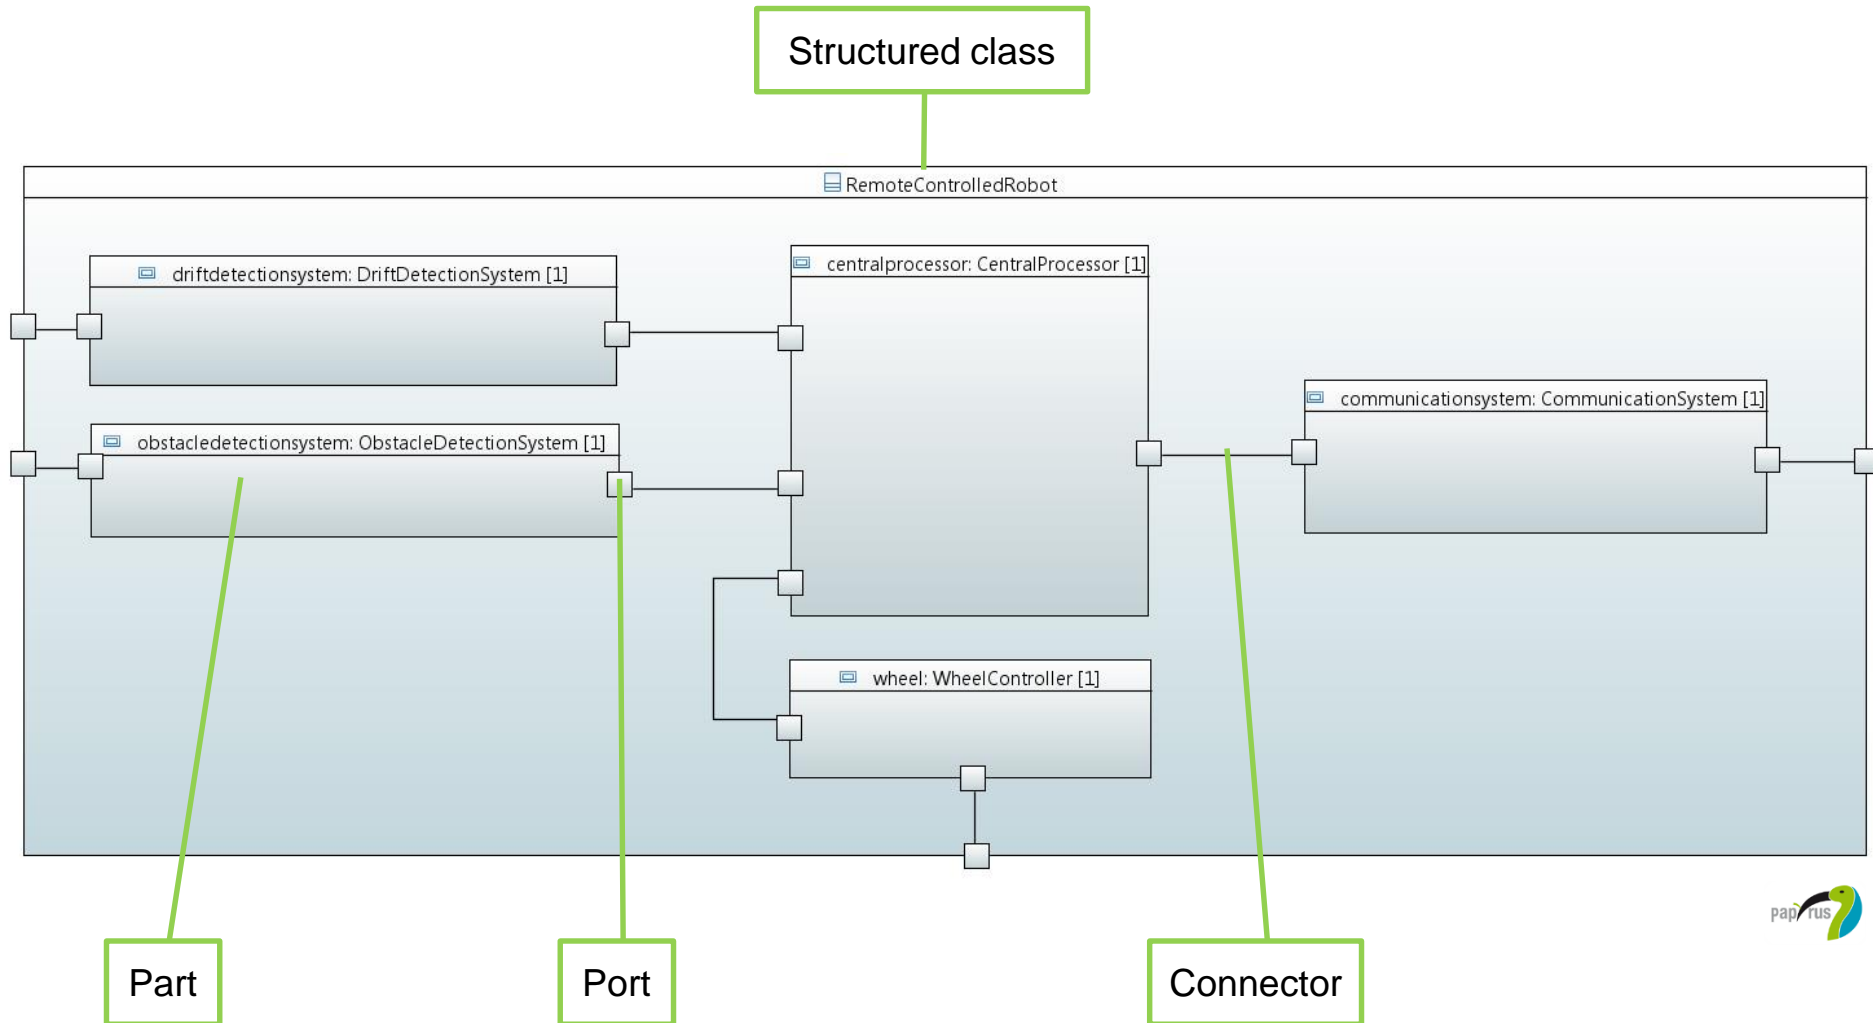 Structured class
RemoteControlledRobot
driftdetectionsystem: DriftDetectionSystem [1]
centralprocessor: CentralProcessor [1]
communicationsystem: CommunicationSystem [1]
obstacledetectionsystem: ObstacleDetectionSystem [1]
wheel: WheelController [1]
papyrus
Part
Port
Connector